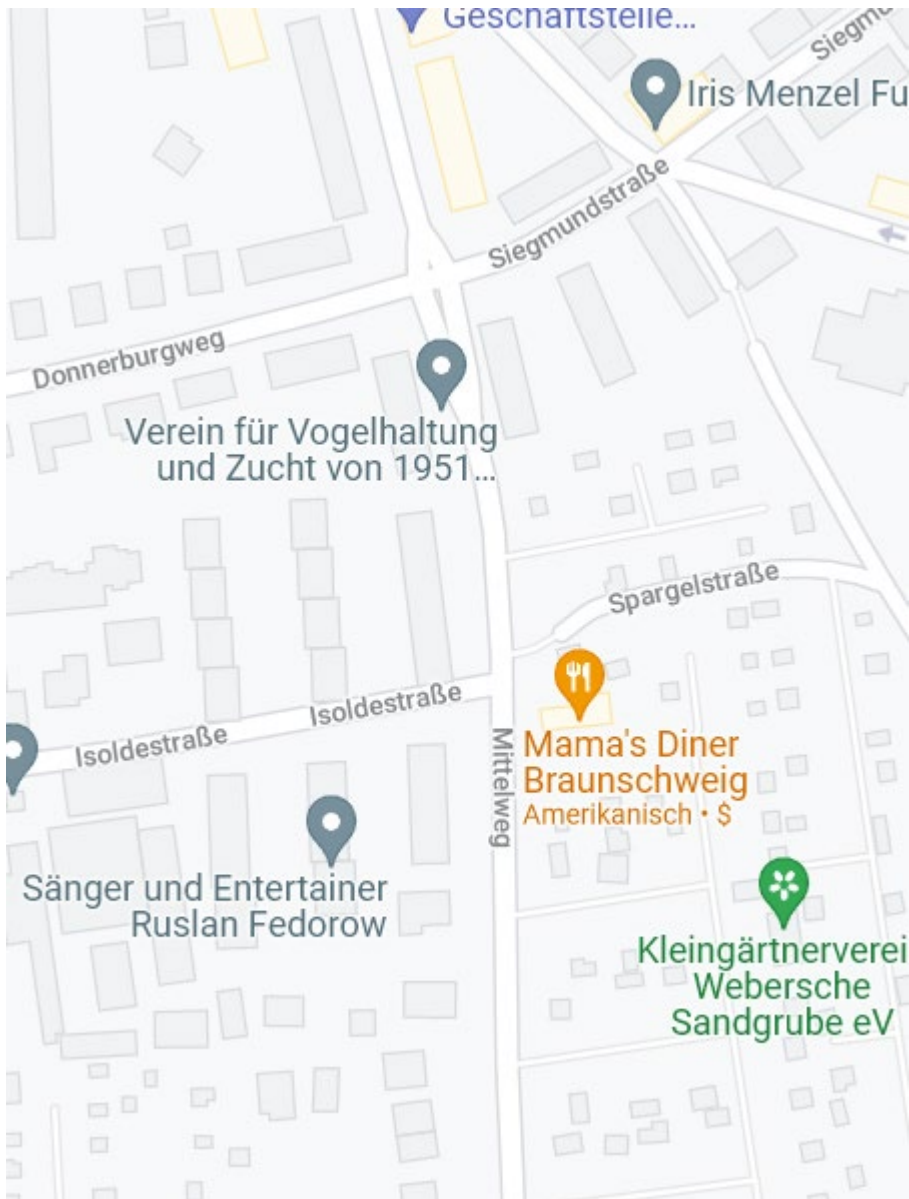 Geschäftstelle…
Siegmu
Iris Menzel Fu
Siegmundstraße
Donnerburgweg
Verein für Vogelhaltung
und Zucht von 1951…
Spargelstraße
Isoldestraße
Isoldestraße
Mittelweg
Mama's Diner
Braunschweig
Amerikanisch · $
Sänger und Entertainer
Ruslan Fedorow
Kleingärtnerverei
Webersche
Sandgrube eV